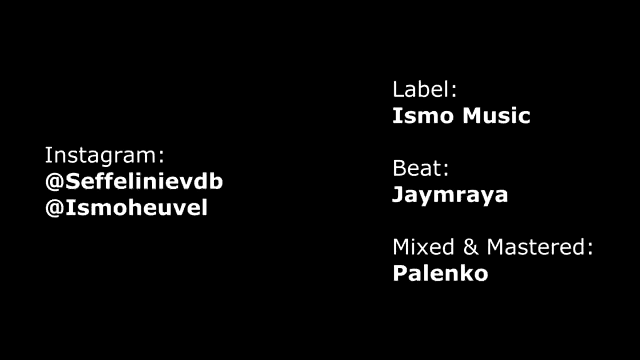 Instagram:
@Seffelinievdb
@Ismoheuvel
Label:
Ismo Music
Beat:
Jaymraya
Mixed & Mastered:
Palenko